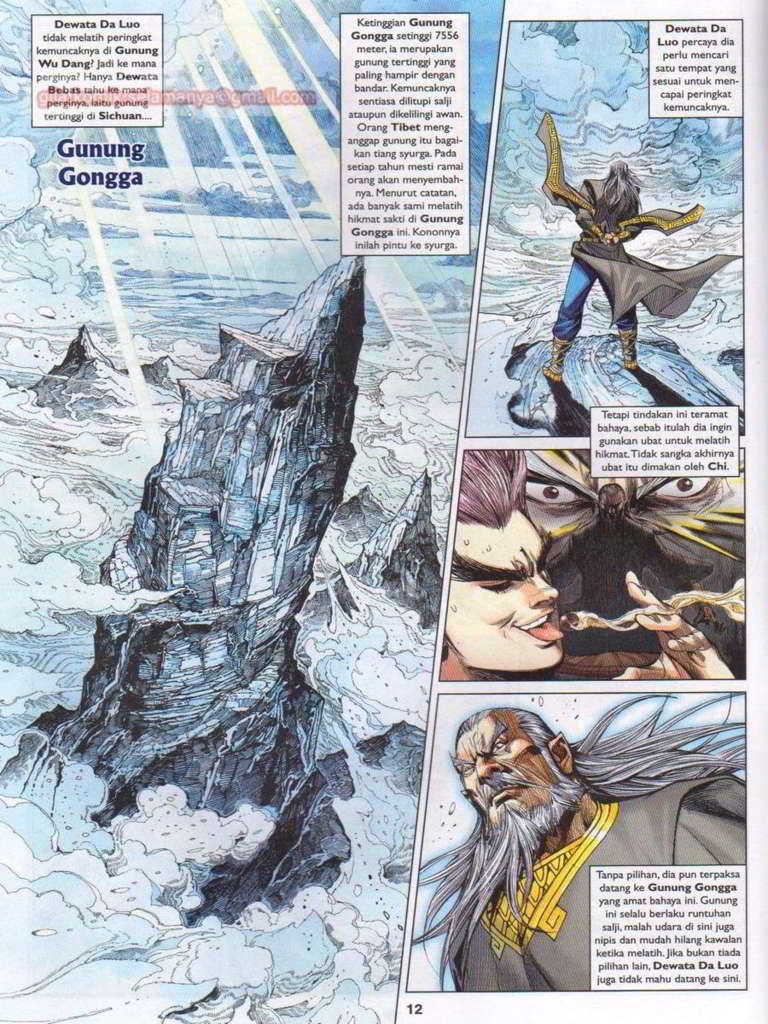 Dewata Da Luo
tidak melatih peringkat
kemuncaknya di Gunung
Wu Dang? Jadi ke mana
perginya? Hanya Dewata
Bebas tahu ke mana
perginya, iaitu gunung
tertinggi di Sichuan....
Gunung
Gongga
Ketinggian Gunung
Gongga setinggi 7556
meter, ia merupakan
gunung tertinggi yang
paling hampir dengan
bandar. Kemuncaknya
sentiasa dilitupi salji
ataupun dikelilingi awan.
Orang Tibet meng-
anggap gunung itu bagai-
kan tiang syurga. Pada
setiap tahun mesti ramai
orang akan menyembah-
nya. Menurut catatan,
ada banyak sami melatih
hikmat sakti di Gunung
Gongga ini. Kononnya
inilah pintu ke syurga.
Dewata Da
Luo percaya dia
perlu mencari
satu tempat yang
sesuai untuk men-
capai peringkat
kemuncaknya.
Tetapi tindakan ini teramat
bahaya, sebab itulah dia ingin
gunakan ubat untuk melatih
hikmat. Tidak sangka akhirnya
ubat itu dimakan oleh Chi.
Tanpa pilihan, dia pun terpaksa
datang ke Gunung Gongga
yang amat bahaya ini. Gunung
ini selalu berlaku runtuhan
salji, malah udara di sini juga
nipis dan mudah hilang kawalan
ketika melatih. Jika bukan tiada
pilihan lain, Dewata Da Luo
juga tidak mahu datang ke sini.
12